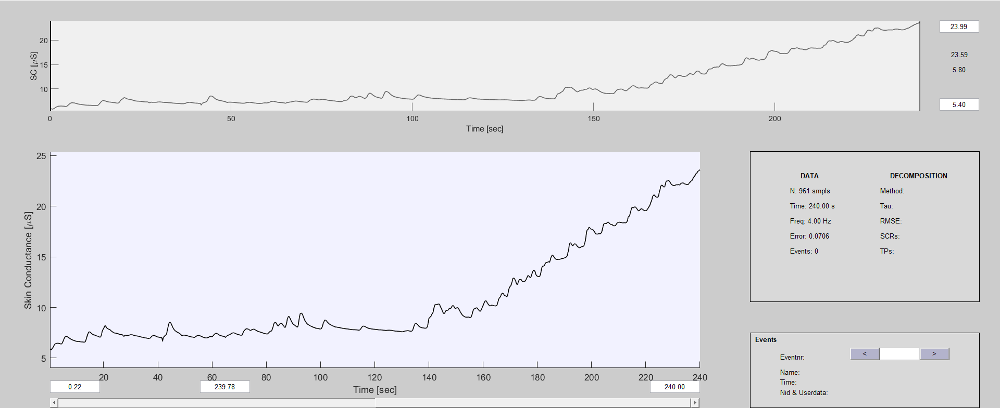 23.99
20
15
10
SC [μS]
23.59
5.80
5.40
0 50 100 150 200
Time [sec]
25
20
15
10
5
Skin Conductance [μS]
20 40 60 80 100 120 140 160 180 200 220 240
0.22 239.78 240.00
Time [sec]
< >
DATA DECOMPOSITION
N: 961 smpls Method:
Time: 240.00 s Tau:
Freq: 4.00 Hz RMSE:
Error: 0.0706 SCRs:
Events: 0 TPs:
Events
Eventnr:
Name:
Time:
Nid & Userdata: